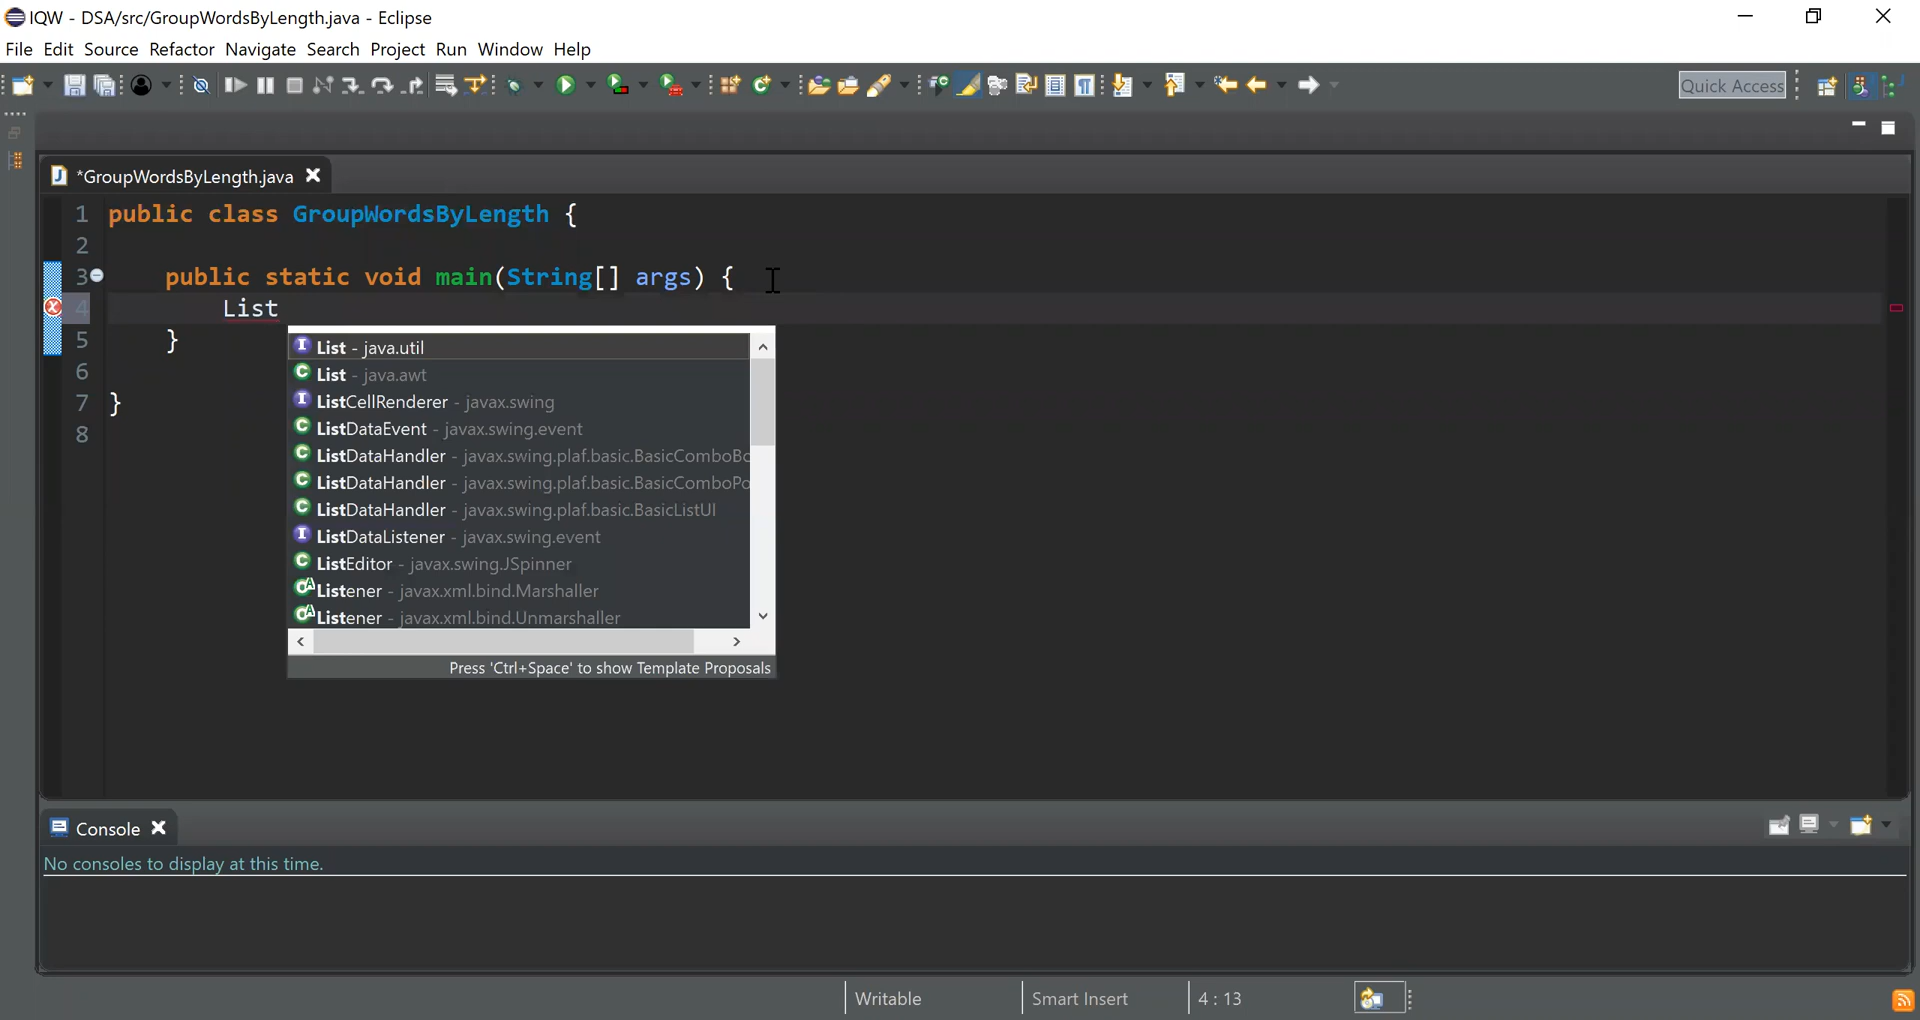 IQW - DSA/src/GroupWordsByLength.java - Eclipse
File Edit Source Refactor Navigate Search Project Run Window Help
Quick Access
*GroupWordsByLength.java
1 public class GroupWordsByLength {
2
3 public static void main(String[] args) {
4 List
5 }
6
7 }
8
List - java.util
List - java.awt
ListCellRenderer - javax.swing
ListDataEvent - javax.swing.event
ListDataHandler - javax.swing.plaf.basic.BasicComboBo
ListDataHandler - javax.swing.plaf.basic.BasicComboPo
ListDataHandler - javax.swing.plaf.basic.BasicListUI
ListDataListener - javax.swing.event
ListEditor - javax.swing.JSpinner
Listener - javax.xml.bind.Marshaller
Listener - javax.xml.bind.Unmarshaller
Press 'Ctrl+Space' to show Template Proposals
Console
No consoles to display at this time.
Writable Smart Insert 4 : 13